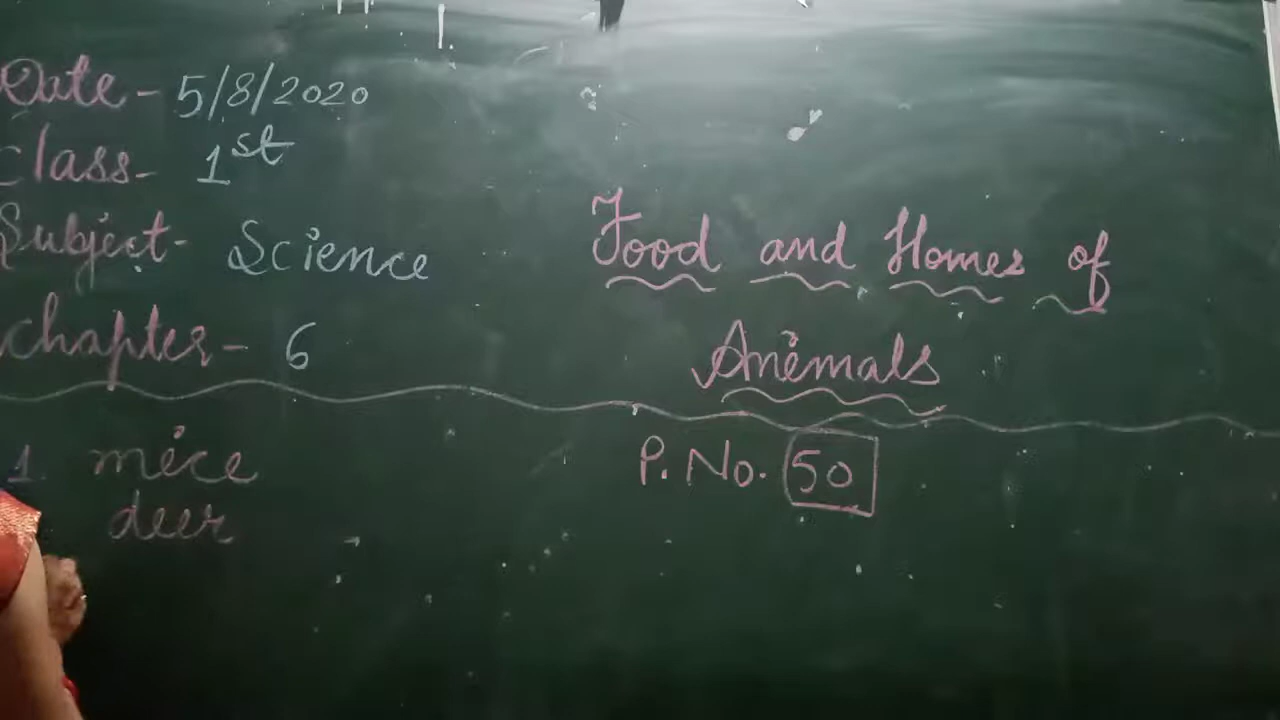 Date - 5/8/2020
Class - 1st
Subject - Science
Chapter - 6
Food and Homes of
Animals
P. No. 50
1. mice
deer